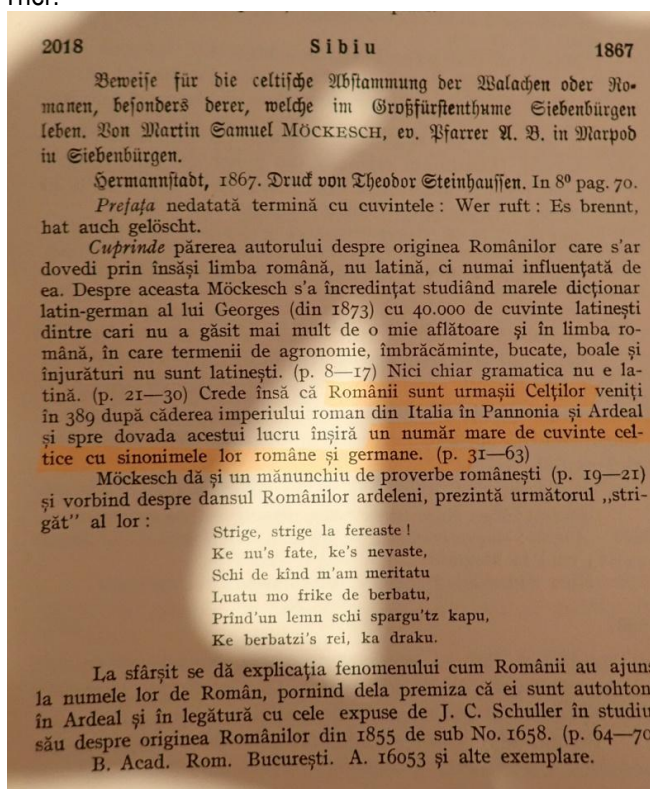 2018 Sibiu 1867
Beweise für die celtische Abstammung der Walachen oder Ro-
manen, besonders derer, welche im Großfürstenthume Siebenbürgen
leben. Von Martin Samuel MÖCKESCH, ev. Pfarrer A. B. in Marpod
in Siebenbürgen.
Hermannstadt, 1867. Druck von Theodor Steinhaussen. In 8⁰ pag. 70.
Prefața nedatată termină cu cuvintele : Wer ruft : Es brennt,
hat auch gelöscht.
Cuprinde părerea autorului despre originea Românilor care s'ar
dovedi prin însăși limba română, nu latină, ci numai influențată de
ea. Despre aceasta Möckesch s'a încredințat studiând marele dicționar
latin-german al lui Georges (din 1873) cu 40.000 de cuvinte latinești
dintre cari nu a găsit mai mult de o mie aflătoare și în limba ro-
mână, în care termenii de agronomie, îmbrăcăminte, bucate, boale și
înjurături nu sunt latinești. (p. 8—17) Nici chiar gramatica nu e la-
tină. (p. 21—30) Crede însă că Românii sunt urmașii Celților veniți
în 389 după căderea imperiului roman din Italia în Pannonia și Ardeal
și spre dovada acestui lucru înșiră un număr mare de cuvinte cel-
tice cu sinonimele lor române și germane. (p. 31—63)
Möckesch dă și un mănunchiu de proverbe românești (p. 19—21)
și vorbind despre dansul Românilor ardeleni, prezintă următorul „stri-
găt" al lor :
Strige, strige la fereaste !
Ke nu's fate, ke's nevaste,
Schi de kînd m'am meritatu
Luatu mo frike de berbatu,
Prînd'un lemn schi spargu'tz kapu,
Ke berbatzi's rei, ka draku.
La sfârșit se dă explicația fenomenului cum Românii au ajuns
la numele lor de Român, pornind dela premiza că ei sunt autohton
în Ardeal și în legătură cu cele expuse de J. C. Schuller în studiu
său despre originea Românilor din 1855 de sub No. 1658. (p. 64—70
B. Acad. Rom. București. A. 16053 și alte exemplare.